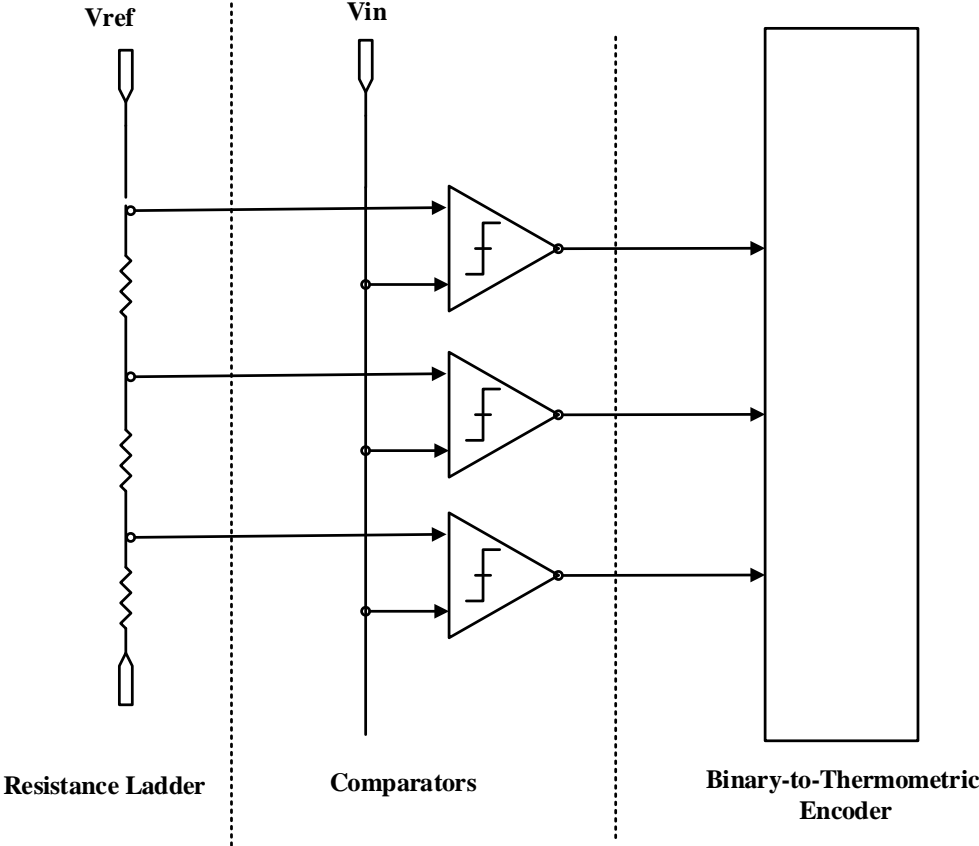 Vref
Vin
Resistance Ladder
Comparators
Binary-to-Thermometric
Encoder